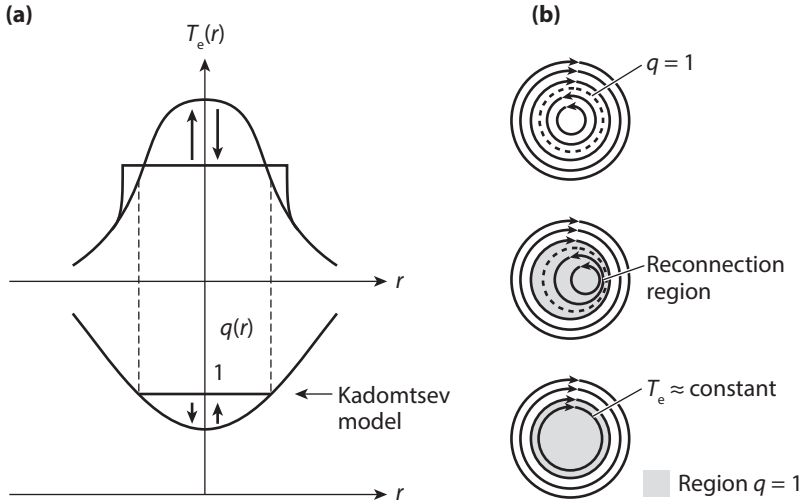 (a)
Te(r)
r
q(r)
1
Kadomtsev
model
r
(b)
q = 1
Reconnection
region
Te ≈ constant
Region q = 1